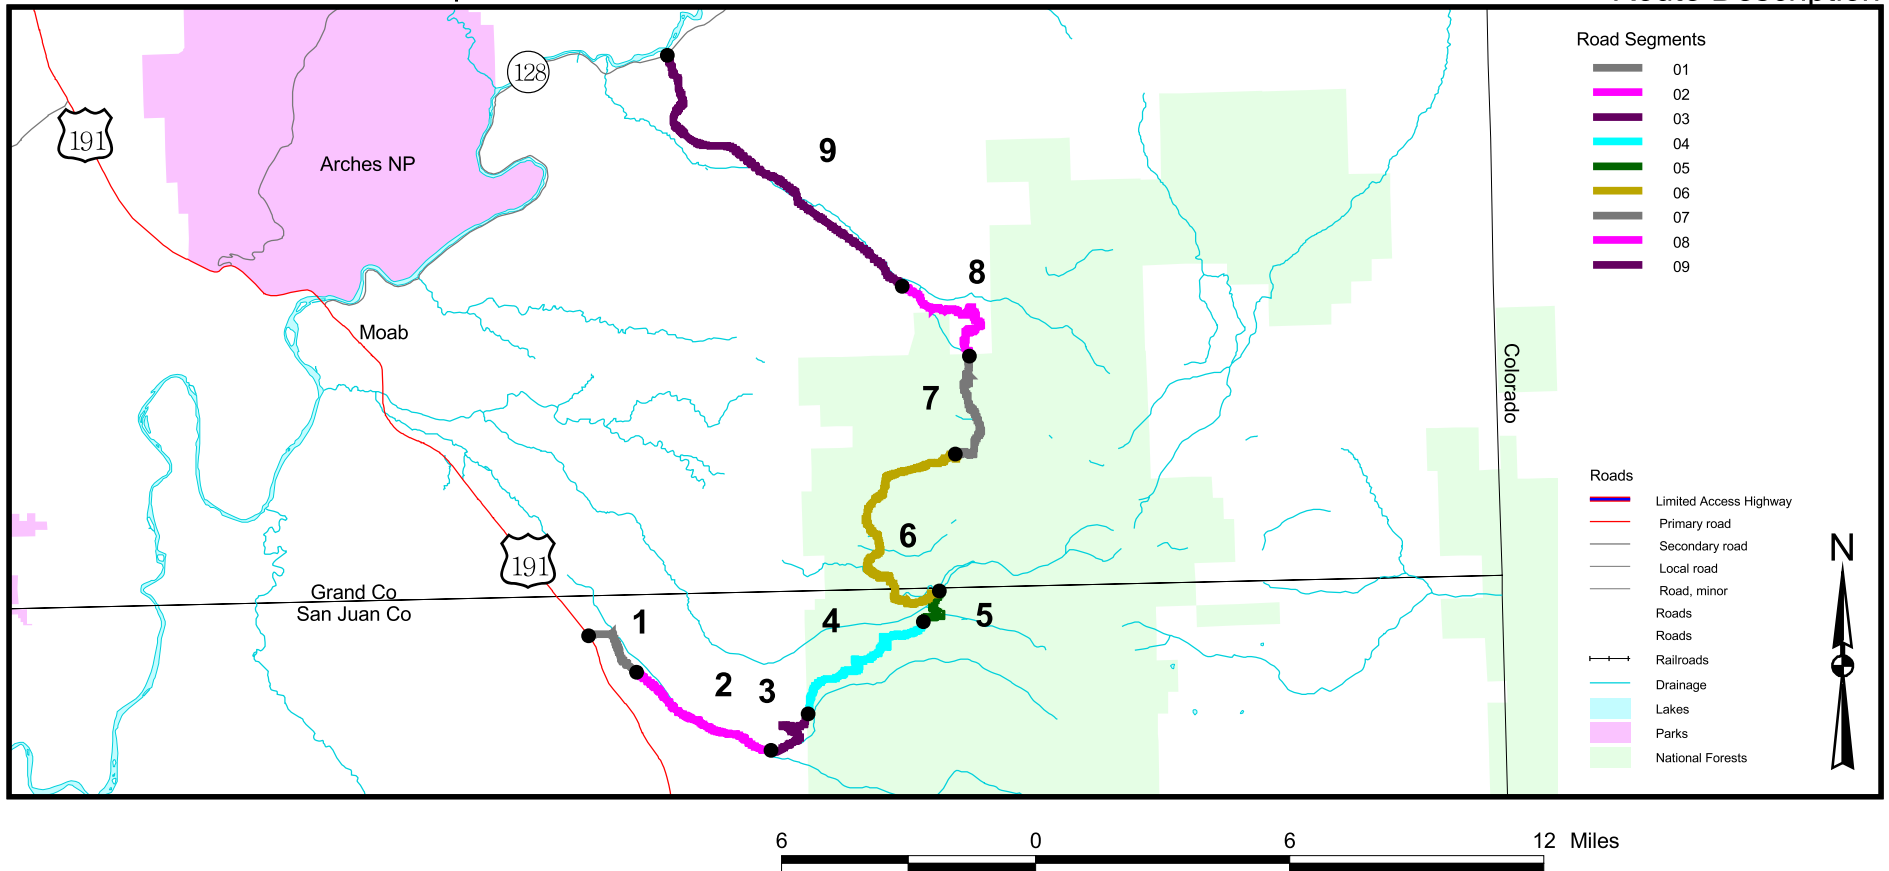 Road Segments
01
02
03
04
05
06
07
08
09
128
191
Arches NP
9
8
Moab
Colorado
7
6
Roads
Limited Access Highway
Primary road
Secondary road
Local road
Road, minor
Roads
Roads
Railroads
Drainage
Lakes
Parks
National Forests
N
191
Grand Co
San Juan Co
1
4
5
2
3
6 0 6 12 Miles